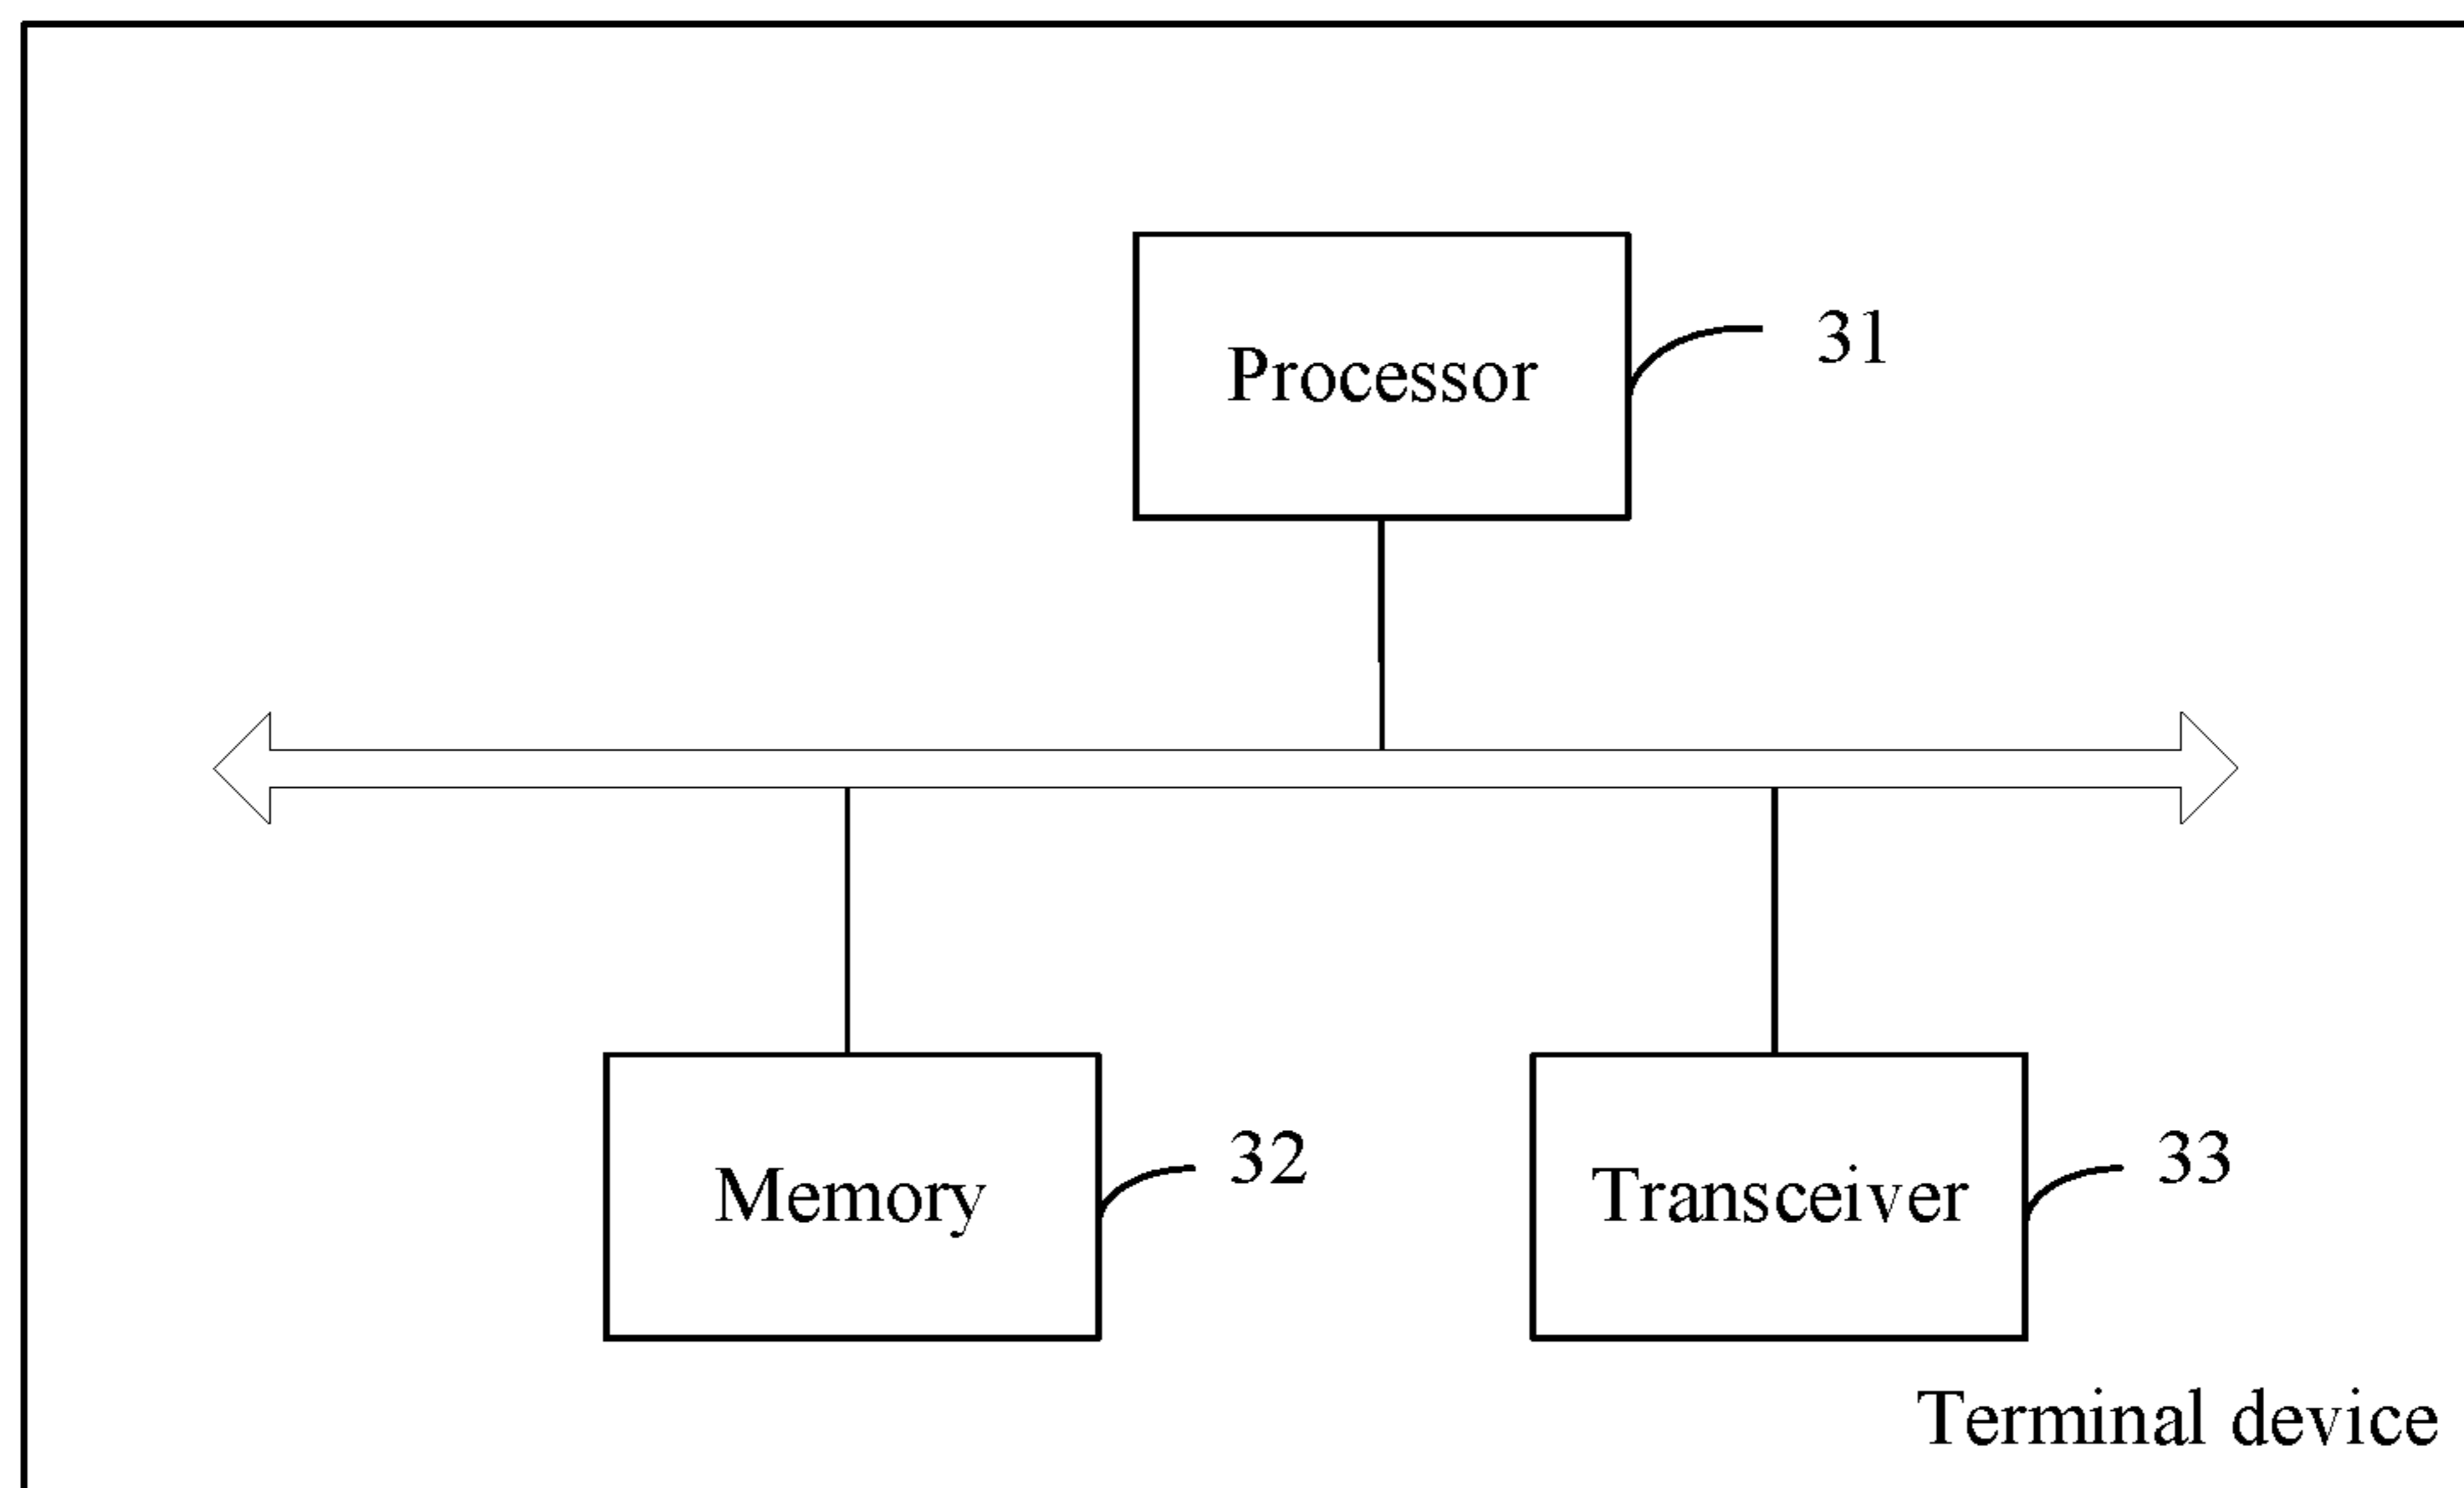 Processor
31
Memory
32
Transceiver
33
Terminal device